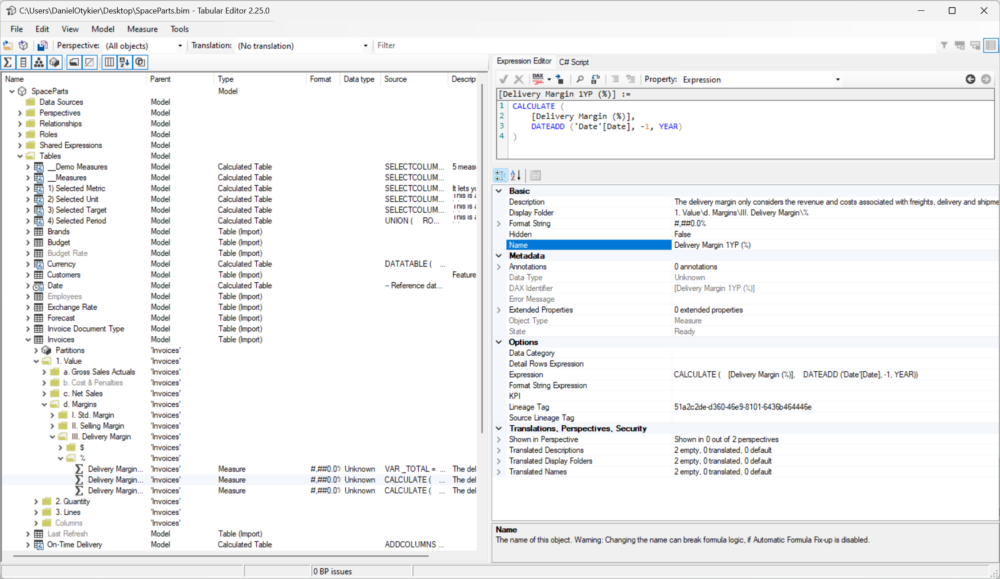 C:\Users\DanielOtykier\Desktop\SpaceParts.bim - Tabular Editor 2.25.0
File Edit View Model Measure Tools
Perspective: (All objects) Translation: (No translation) Filter
Name Parent Type Format Data type Source Descrip
SpaceParts Model
Data Sources Model
Perspectives Model
Relationships Model
Roles Model
Shared Expressions Model
Tables Model
__Demo Measures Model Calculated Table SELECTCOLUM... 5 meas
__Measures Model Calculated Table SELECTCOLUM...
1) Selected Metric Model Calculated Table SELECTCOLUM... It lets yo
2) Selected Unit Model Calculated Table SELECTCOLUM... This is a
3) Selected Target Model Calculated Table SELECTCOLUM... This is a
4) Selected Period Model Calculated Table UNION ( RO... This is a
Brands Model Table (Import)
Budget Model Table (Import)
Budget Rate Model Table (Import)
Currency Model Calculated Table DATATABLE ( ...
Customers Model Table (Import) Feature
Date Model Calculated Table -- Reference dat...
Employees Model Table (Import)
Exchange Rate Model Table (Import)
Forecast Model Table (Import)
Invoice Document Type Model Table (Import)
Invoices Model Table (Import)
Partitions 'Invoices'
1. Value 'Invoices'
a. Gross Sales Actuals 'Invoices'
b. Cost & Penalties 'Invoices'
c. Net Sales 'Invoices'
d. Margins 'Invoices'
I. Std. Margin 'Invoices'
II. Selling Margin 'Invoices'
III. Delivery Margin 'Invoices'
$ 'Invoices'
% 'Invoices'
Delivery Margin... 'Invoices' Measure #,##0.0% Unknown VAR _TOTAL = ... The del
Delivery Margin... 'Invoices' Measure #,##0.0% Unknown CALCULATE ( ... The del
Delivery Margin... 'Invoices' Measure #,##0.0% Unknown CALCULATE ( ... The del
2. Quantity 'Invoices'
3. Lines 'Invoices'
Columns 'Invoices'
Last Refresh Model Table (Import)
On-Time Delivery Model Calculated Table ADDCOLUMNS ...
Expression Editor C# Script
DAX Property: Expression
[Delivery Margin 1YP (%)] :=
1 CALCULATE (
2 [Delivery Margin (%)],
3 DATEADD ('Date'[Date], -1, YEAR)
4 )
Basic
Description The delivery margin only considers the revenue and costs associated with freights, delivery and shipme
Display Folder 1. Value\d. Margins\III. Delivery Margin\%
Format String #,##0.0%
Hidden False
Name Delivery Margin 1YP (%)
Metadata
Annotations 0 annotations
Data Type Unknown
DAX Identifier [Delivery Margin 1YP (%)]
Error Message
Extended Properties 0 extended properties
Object Type Measure
State Ready
Options
Data Category
Detail Rows Expression
Expression CALCULATE ( [Delivery Margin (%)], DATEADD ('Date'[Date], -1, YEAR))
Format String Expression
KPI
Lineage Tag 51a2c2de-d360-46e9-8101-6436b464446e
Source Lineage Tag
Translations, Perspectives, Security
Shown in Perspective Shown in 0 out of 2 perspectives
Translated Descriptions 2 empty, 0 translated, 0 default
Translated Display Folders 2 empty, 0 translated, 0 default
Translated Names 2 empty, 0 translated, 0 default
Name
The name of this object. Warning: Changing the name can break formula logic, if Automatic Formula Fix-up is disabled.
0 BP issues